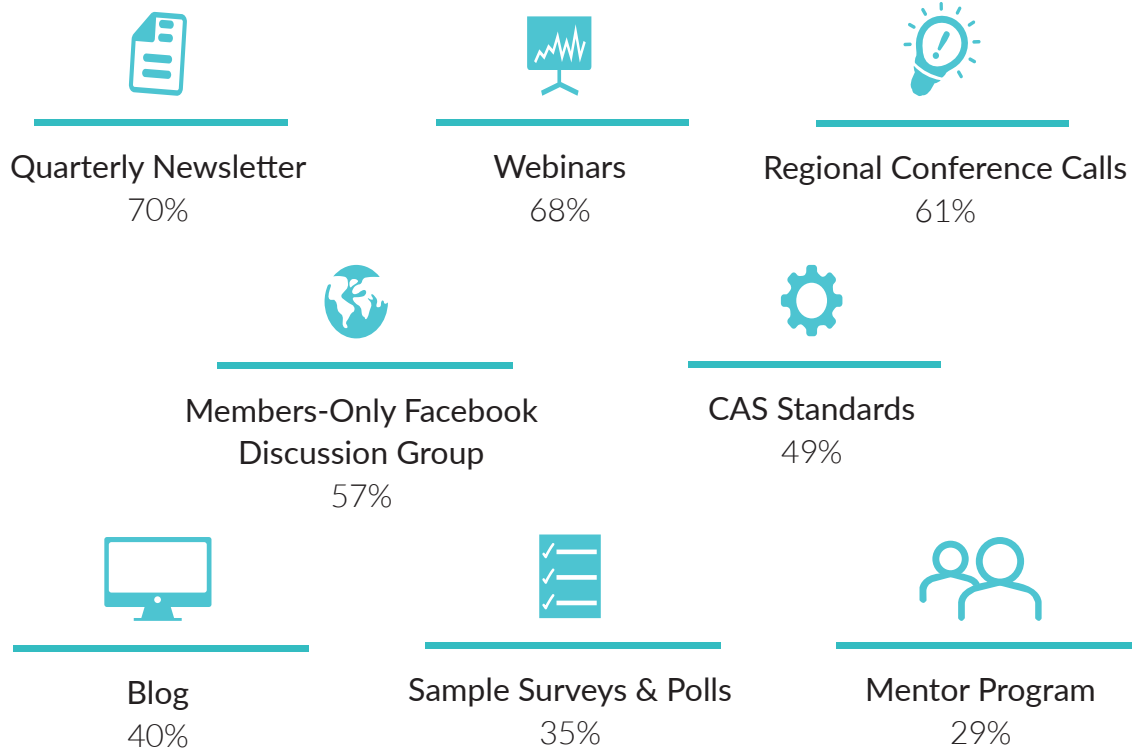 Quarterly Newsletter
70%
Webinars
68%
Regional Conference Calls
61%
Members-Only Facebook
Discussion Group
57%
CAS Standards
49%
Blog
40%
Sample Surveys & Polls
35%
Mentor Program
29%